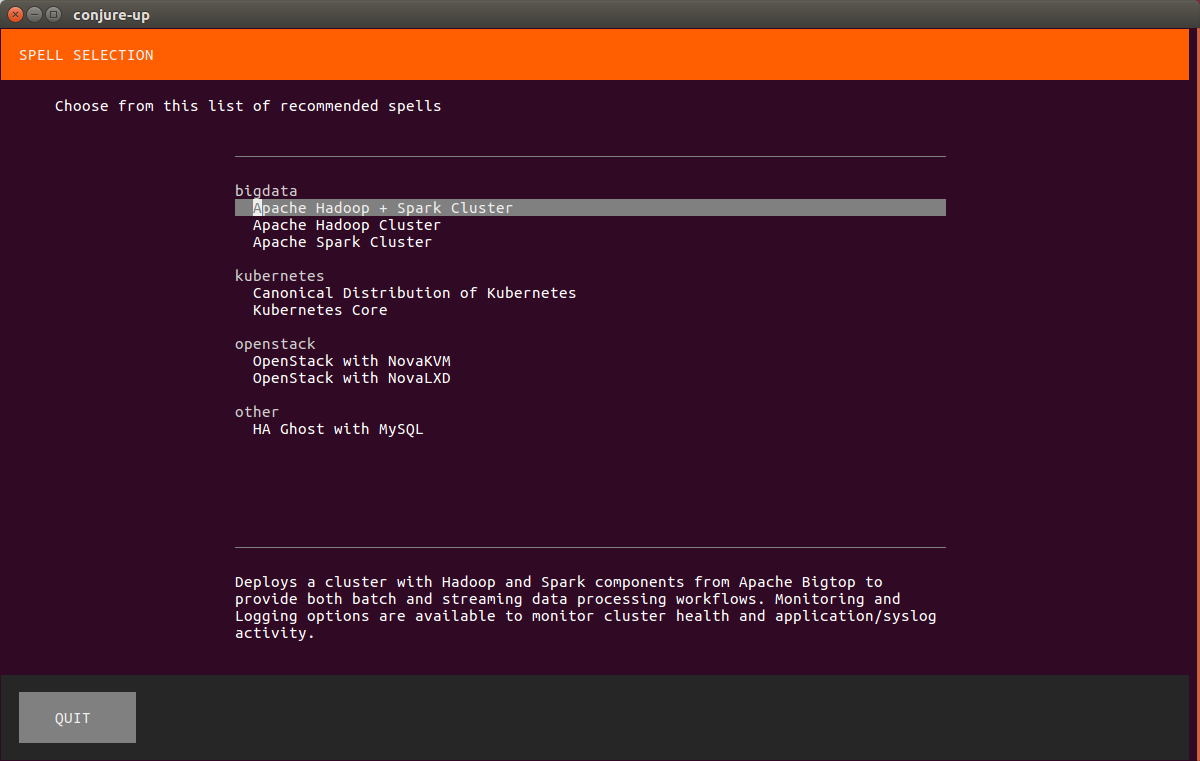 conjure-up
SPELL SELECTION
Choose from this list of recommended spells
bigdata
Apache Hadoop + Spark Cluster
Apache Hadoop Cluster
Apache Spark Cluster
kubernetes
Canonical Distribution of Kubernetes
Kubernetes Core
openstack
OpenStack with NovaKVM
OpenStack with NovaLXD
other
HA Ghost with MySQL
Deploys a cluster with Hadoop and Spark components from Apache Bigtop to
provide both batch and streaming data processing workflows. Monitoring and
Logging options are available to monitor cluster health and application/syslog
activity.
QUIT